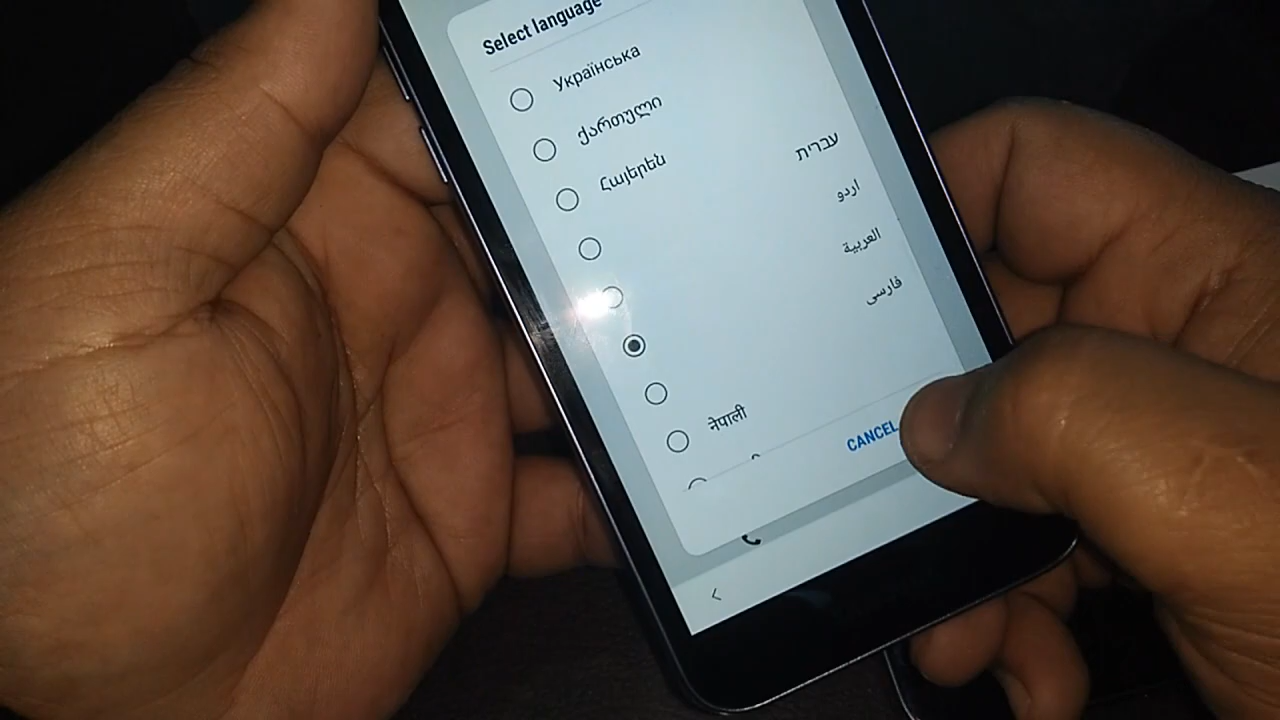 Select language
Українська
ქართული
Հայերեն
עברית
اردو
العربية
فارسی
नेपाली
CANCEL